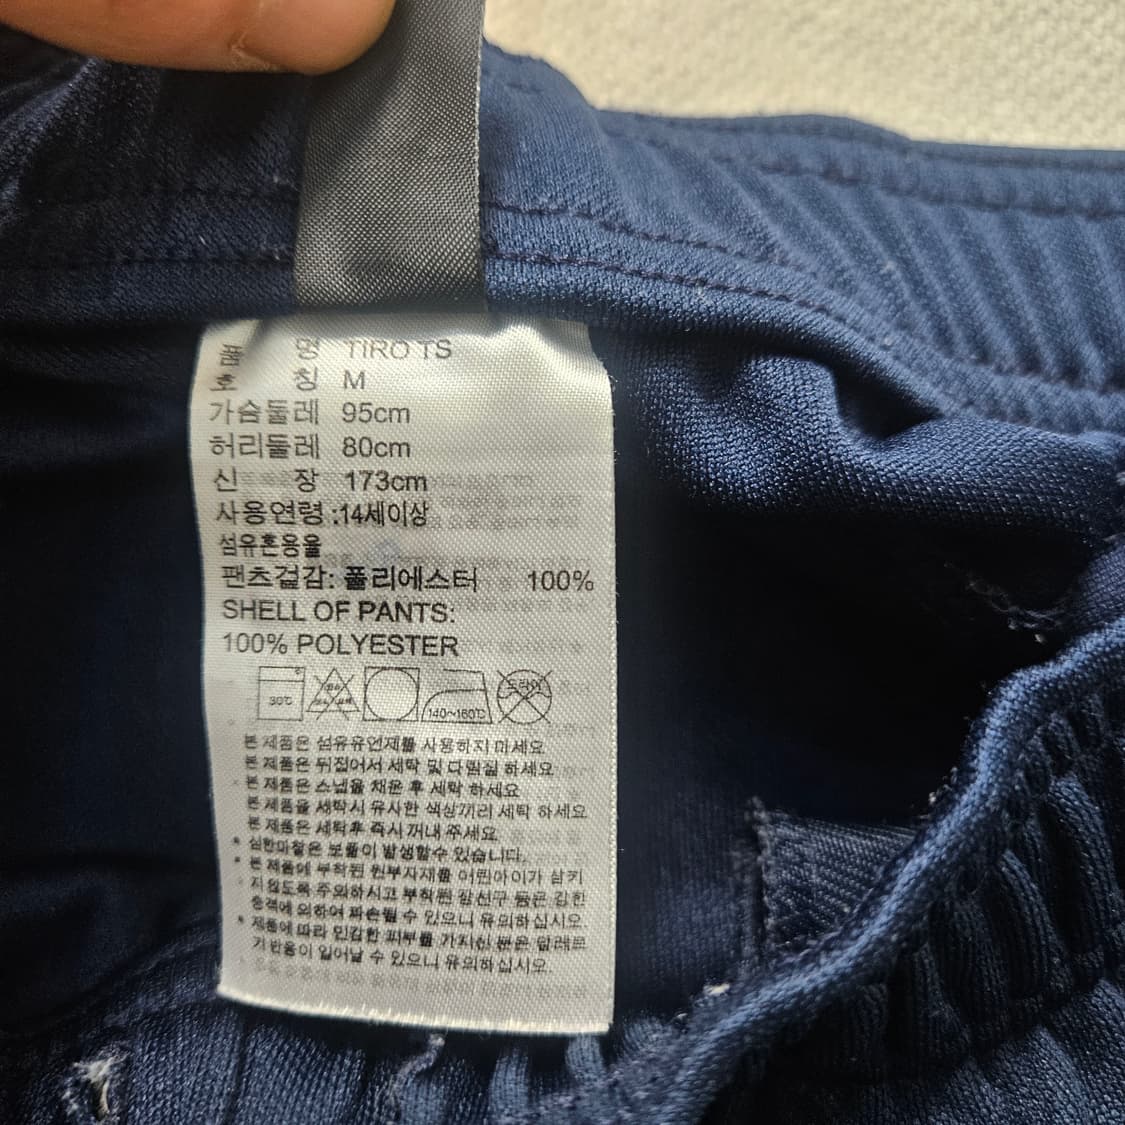 품 명 TIRO TS
호 칭 M
가슴둘레 95cm
허리둘레 80cm
신 장 173cm
사용연령 :14세이상
섬유혼용율
팬츠겉감: 폴리에스터 100%
SHELL OF PANTS:
100% POLYESTER
30℃ 140~160℃ 드라이
본 제품은 섬유유연제를 사용하지 마세요
본 제품은 뒤집어서 세탁 및 다림질 하세요
본 제품은 스냅을 채운 후 세탁 하세요
본 제품을 세탁시 유사한 색상끼리 세탁 하세요
본 제품은 세탁후 즉시 꺼내 주세요
* 심한마찰은 보풀이 발생할수 있습니다.
* 본 제품에 부착된 원부자재를 어린아이가 삼키
지않도록 주의하시고 부착된 장신구 등은 강한
충격에 의하여 파손될 수 있으니 유의하십시오
* 제품에 따라 민감한 피부를 가지신 분은 알레르
기 반응이 일어날 수 있으니 유의하십시오.